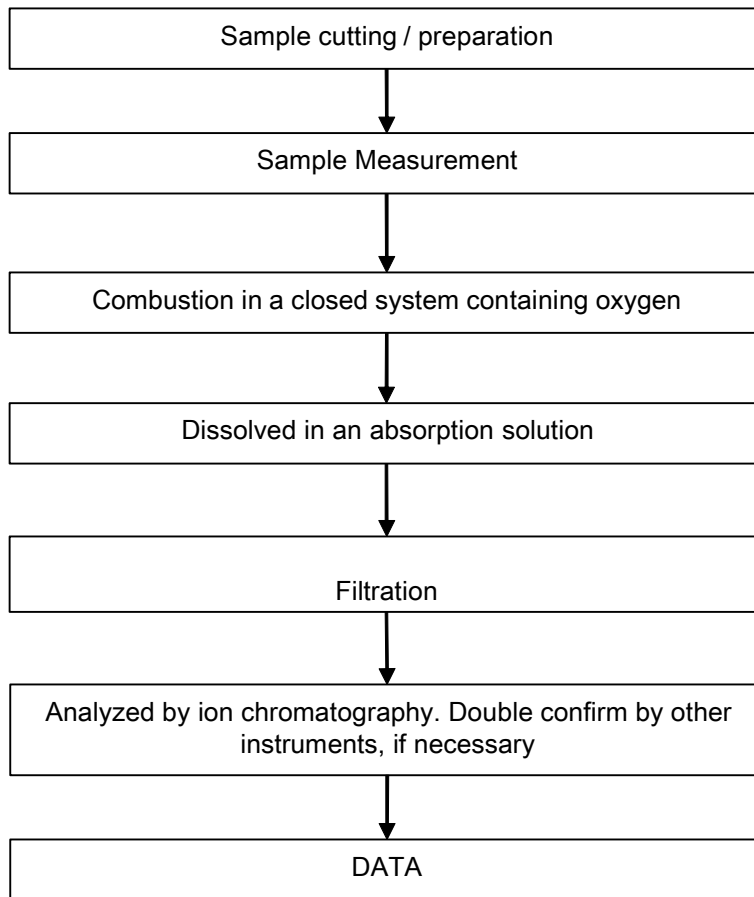 Sample cutting / preparation
Sample Measurement
Combustion in a closed system containing oxygen
Dissolved in an absorption solution
Filtration
Analyzed by ion chromatography. Double confirm by other
instruments, if necessary
DATA